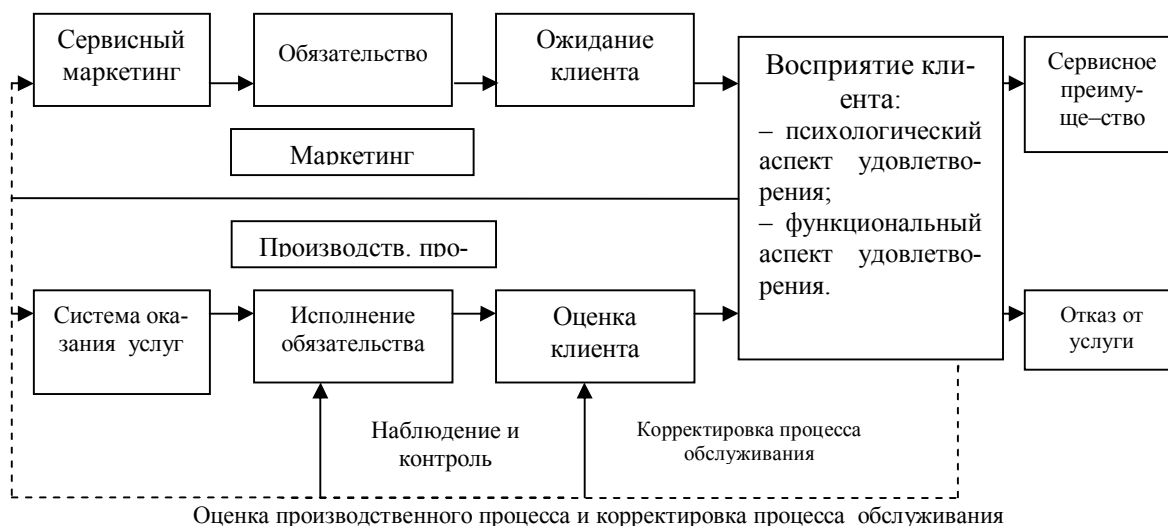 Сервисный
маркетинг
Обязательство
Ожидание
клиента
Восприятие кли-
ента:
– психологический
аспект удовлетво-
рения;
– функциональный
аспект удовлетво-
рения.
Сервисное
преиму-
ще–ство
Маркетинг
Производств. про-
Система ока-
зания услуг
Исполнение
обязательства
Оценка
клиента
Отказ от
услуги
Наблюдение и
контроль
Корректировка процесса
обслуживания
Оценка производственного процесса и корректировка процесса обслуживания